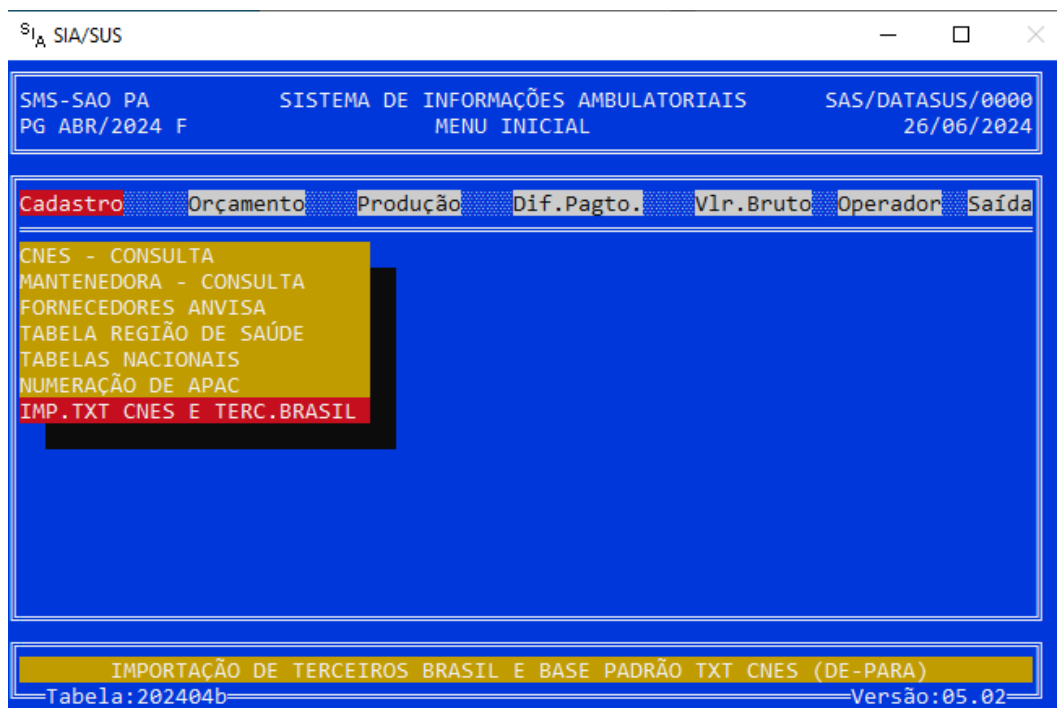 SIA SIA/SUS
SMS-SAO PA SISTEMA DE INFORMAÇÕES AMBULATORIAIS SAS/DATASUS/0000
PG ABR/2024 F MENU INICIAL 26/06/2024
Cadastro Orçamento Produção Dif.Pagto. Vlr.Bruto Operador Saída
CNES - CONSULTA
MANTENEDORA - CONSULTA
FORNECEDORES ANVISA
TABELA REGIÃO DE SAÚDE
TABELAS NACIONAIS
NUMERAÇÃO DE APAC
IMP.TXT CNES E TERC.BRASIL
IMPORTAÇÃO DE TERCEIROS BRASIL E BASE PADRÃO TXT CNES (DE-PARA)
Tabela:202404b Versão:05.02